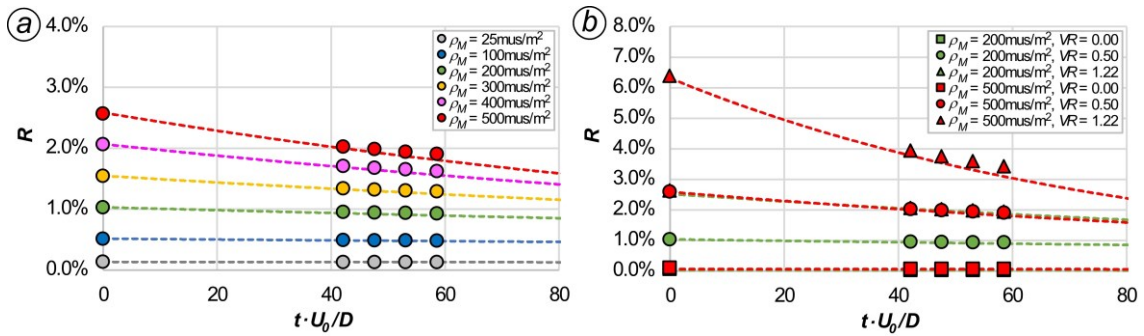 a
4.0%
3.0%
2.0%
1.0%
0.0%
R
0 20 40 60 80
t·U₀/D
ρM = 25mus/m²
ρM = 100mus/m²
ρM = 200mus/m²
ρM = 300mus/m²
ρM = 400mus/m²
ρM = 500mus/m²
b
8.0%
7.0%
6.0%
5.0%
4.0%
3.0%
2.0%
1.0%
0.0%
R
0 20 40 60 80
t·U₀/D
ρM = 200mus/m², VR = 0.00
ρM = 200mus/m², VR = 0.50
ρM = 200mus/m², VR = 1.22
ρM = 500mus/m², VR = 0.00
ρM = 500mus/m², VR = 0.50
ρM = 500mus/m², VR = 1.22